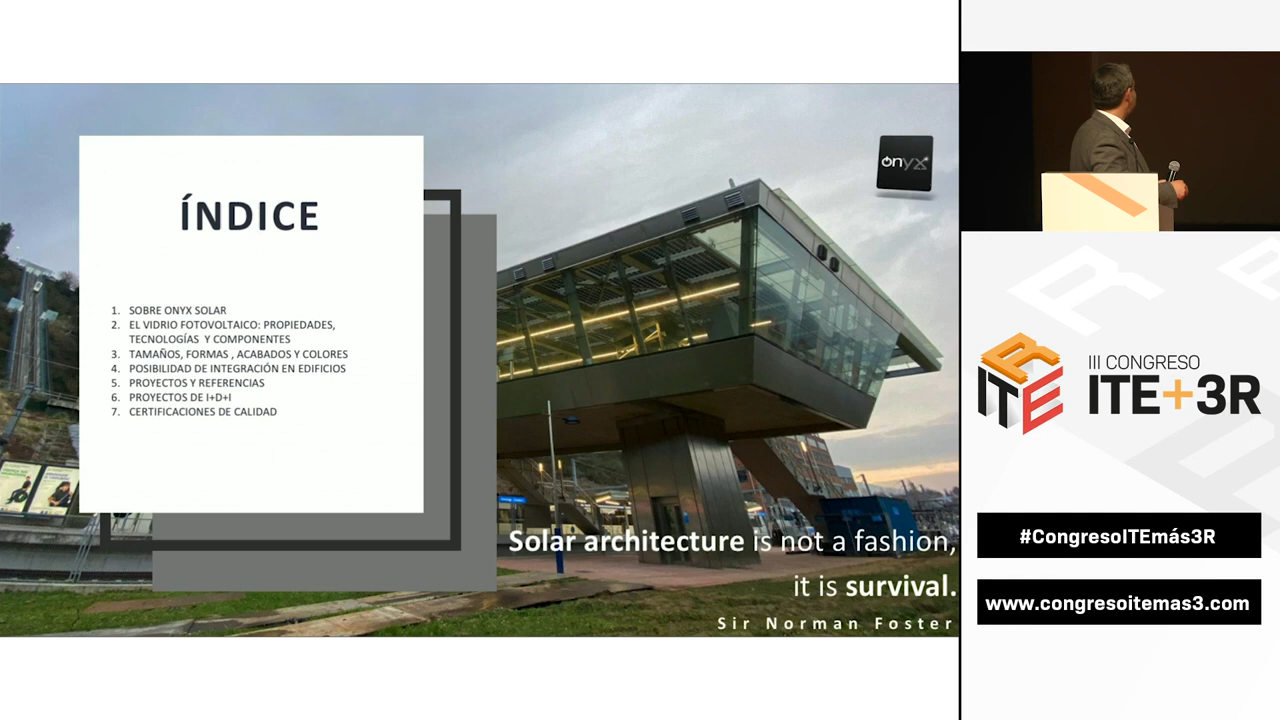 ÍNDICE
1. SOBRE ONYX SOLAR
2. EL VIDRIO FOTOVOLTAICO: PROPIEDADES,
TECNOLOGÍAS Y COMPONENTES
3. TAMAÑOS, FORMAS , ACABADOS Y COLORES
4. POSIBILIDAD DE INTEGRACIÓN EN EDIFICIOS
5. PROYECTOS Y REFERENCIAS
6. PROYECTOS DE I+D+I
7. CERTIFICACIONES DE CALIDAD
onyx
Solar architecture is not a fashion,
it is survival.
Sir Norman Foster
R
ITE
III CONGRESO
ITE+3R
#CongresoITEmás3R
www.congresoitemas3.com